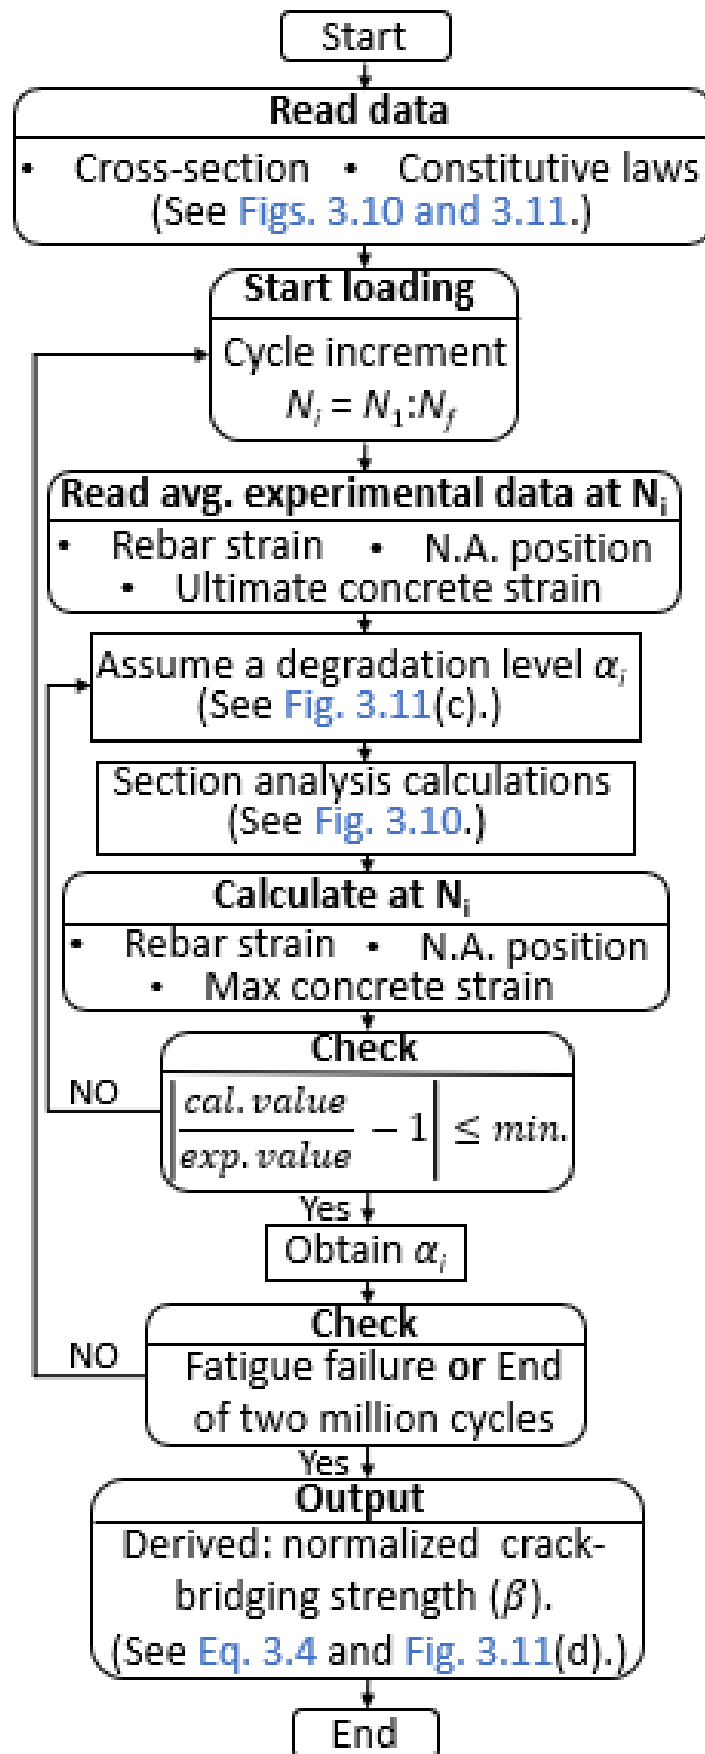 Start
Read data
• Cross-section • Constitutive laws
(See Figs. 3.10 and 3.11.)
Start loading
Cycle increment
Nᵢ = N₁:N_f
Read avg. experimental data at Nᵢ
• Rebar strain • N.A. position
• Ultimate concrete strain
Assume a degradation level αᵢ
(See Fig. 3.11(c).)
Section analysis calculations
(See Fig. 3.10.)
Calculate at Nᵢ
• Rebar strain • N.A. position
• Max concrete strain
Check
NO
|cal.value/exp.value − 1| ≤ min.
Yes
Obtain αᵢ
Check
NO
Fatigue failure or End
of two million cycles
Yes
Output
Derived: normalized crack-
bridging strength (β).
(See Eq. 3.4 and Fig. 3.11(d).)
End